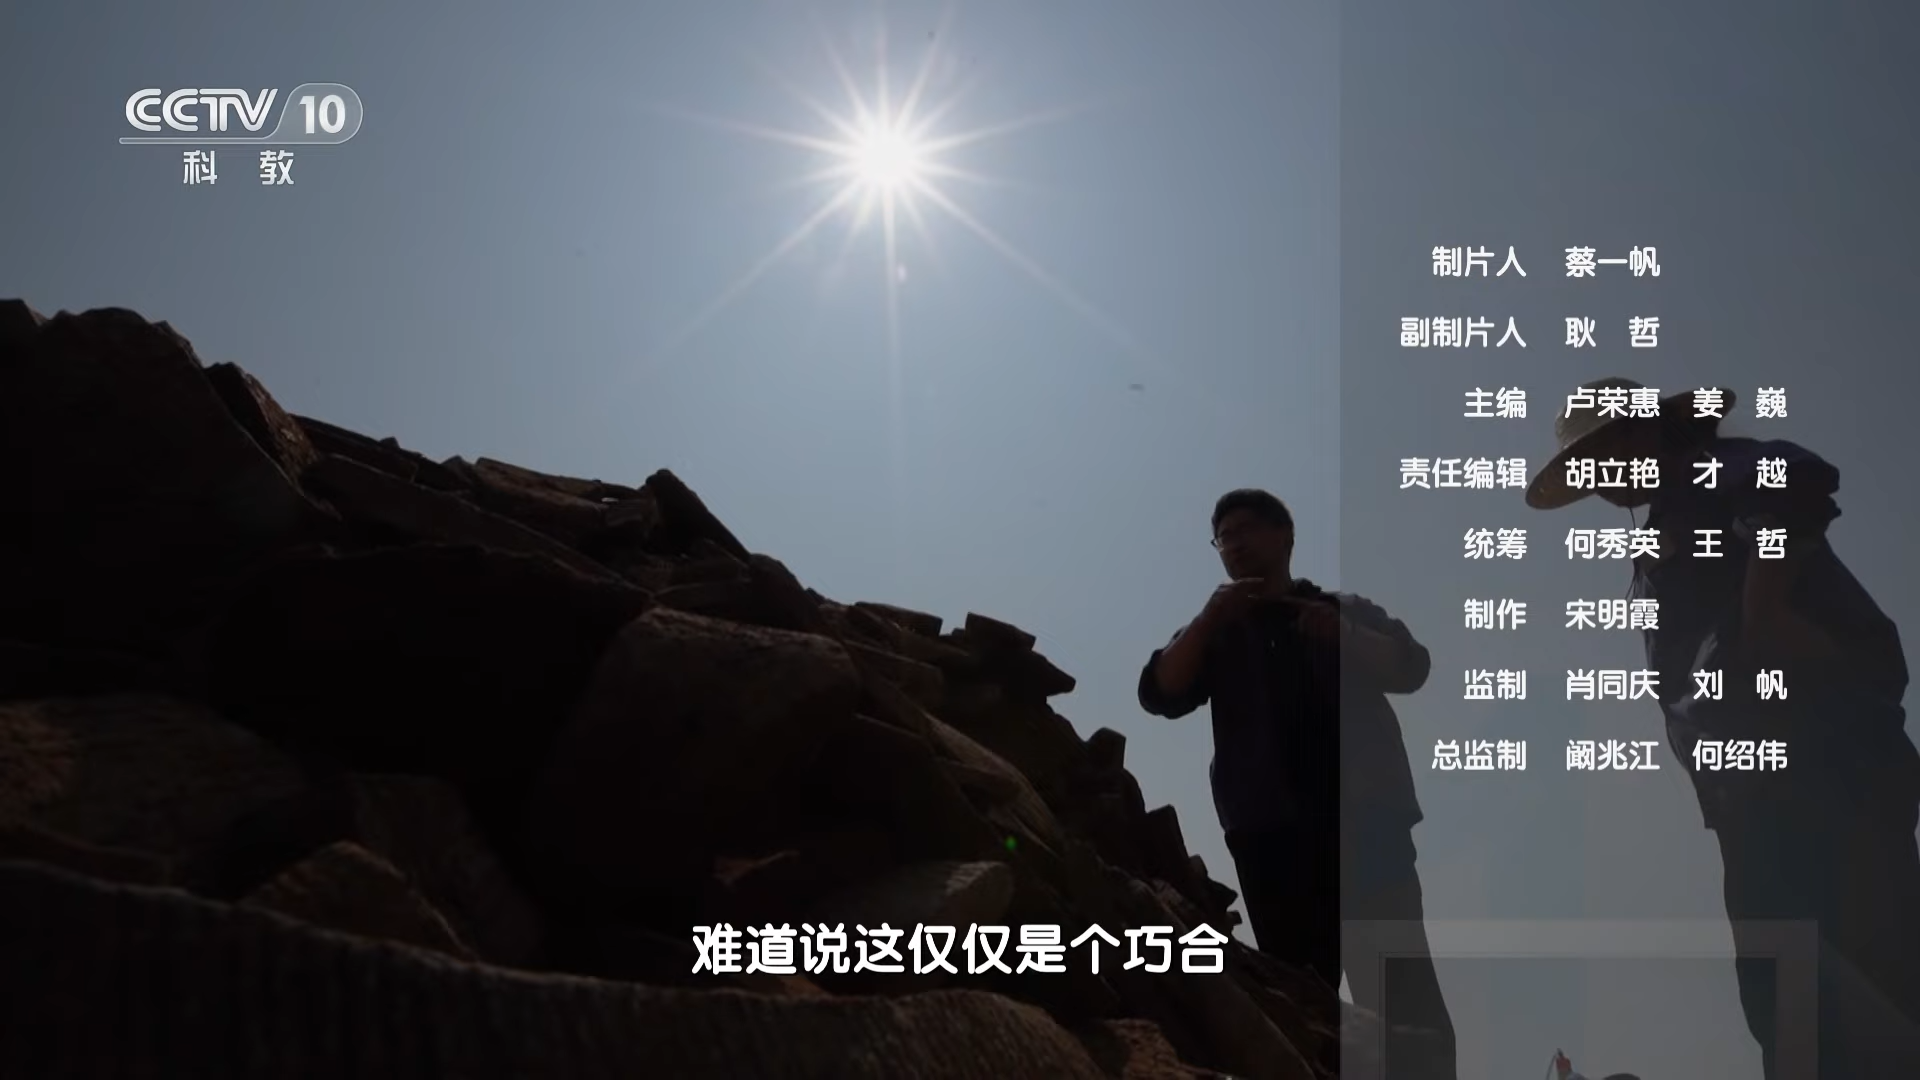 CCTV 10
科 教
制片人 蔡一帆
副制片人 耿 哲
主编 卢荣惠 姜 巍
责任编辑 胡立艳 才 越
统筹 何秀英 王 哲
制作 宋明霞
监制 肖同庆 刘 帆
总监制 阚兆江 何绍伟
难道说这仅仅是个巧合